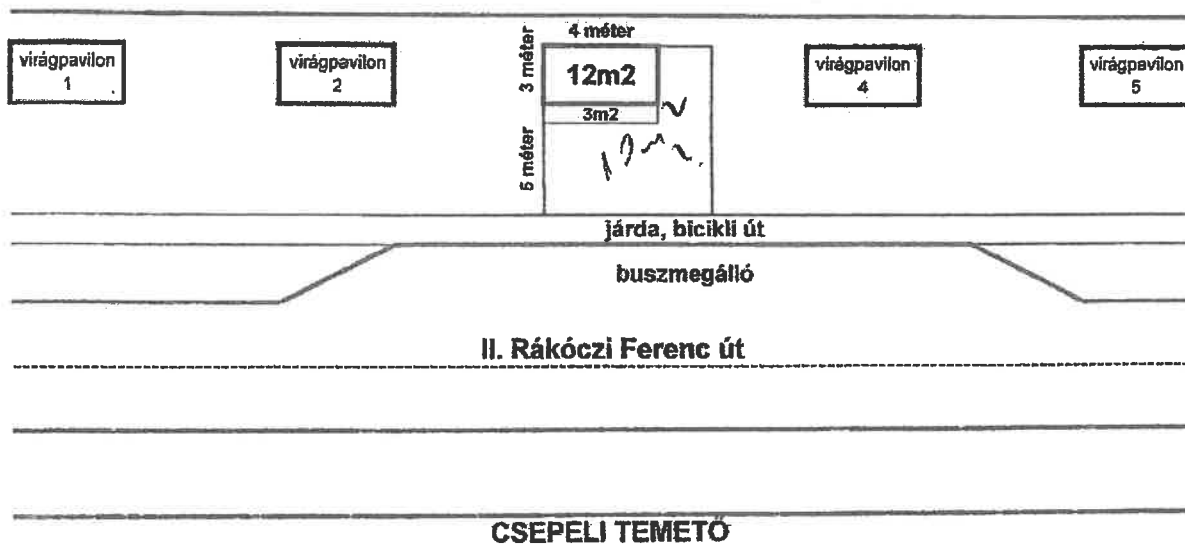 4 méter
virágpavilon
1
virágpavilon
2
3 méter
12m2
virágpavilon
4
virágpavilon
5
3m2
5 méter
járda, bicikli út
buszmegálló
II. Rákóczi Ferenc út
CSEPELI TEMETŐ